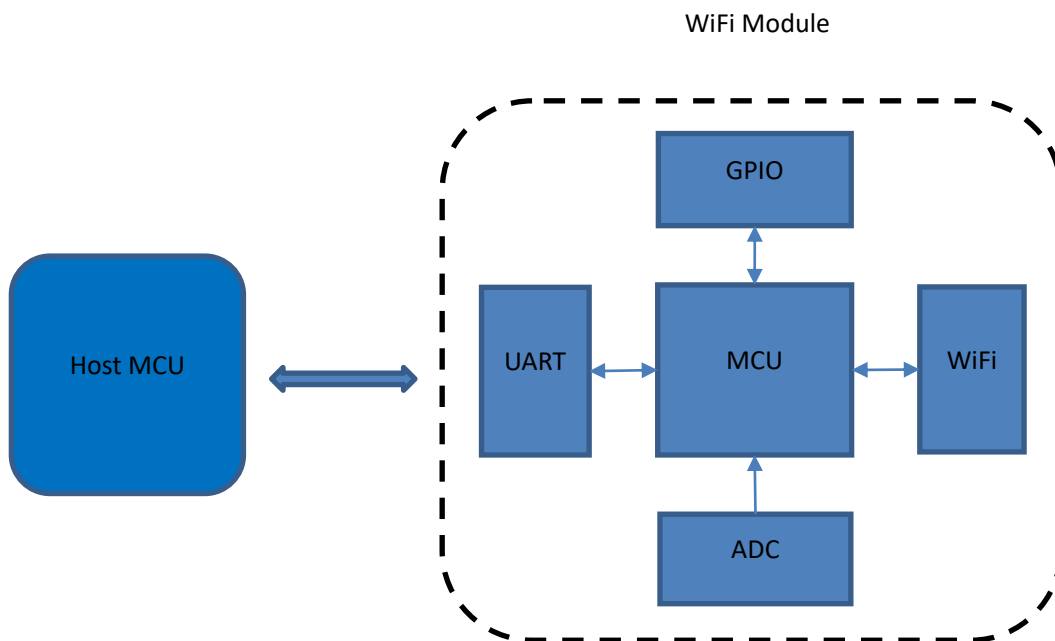 WiFi Module
GPIO
Host MCU
UART
MCU
WiFi
ADC